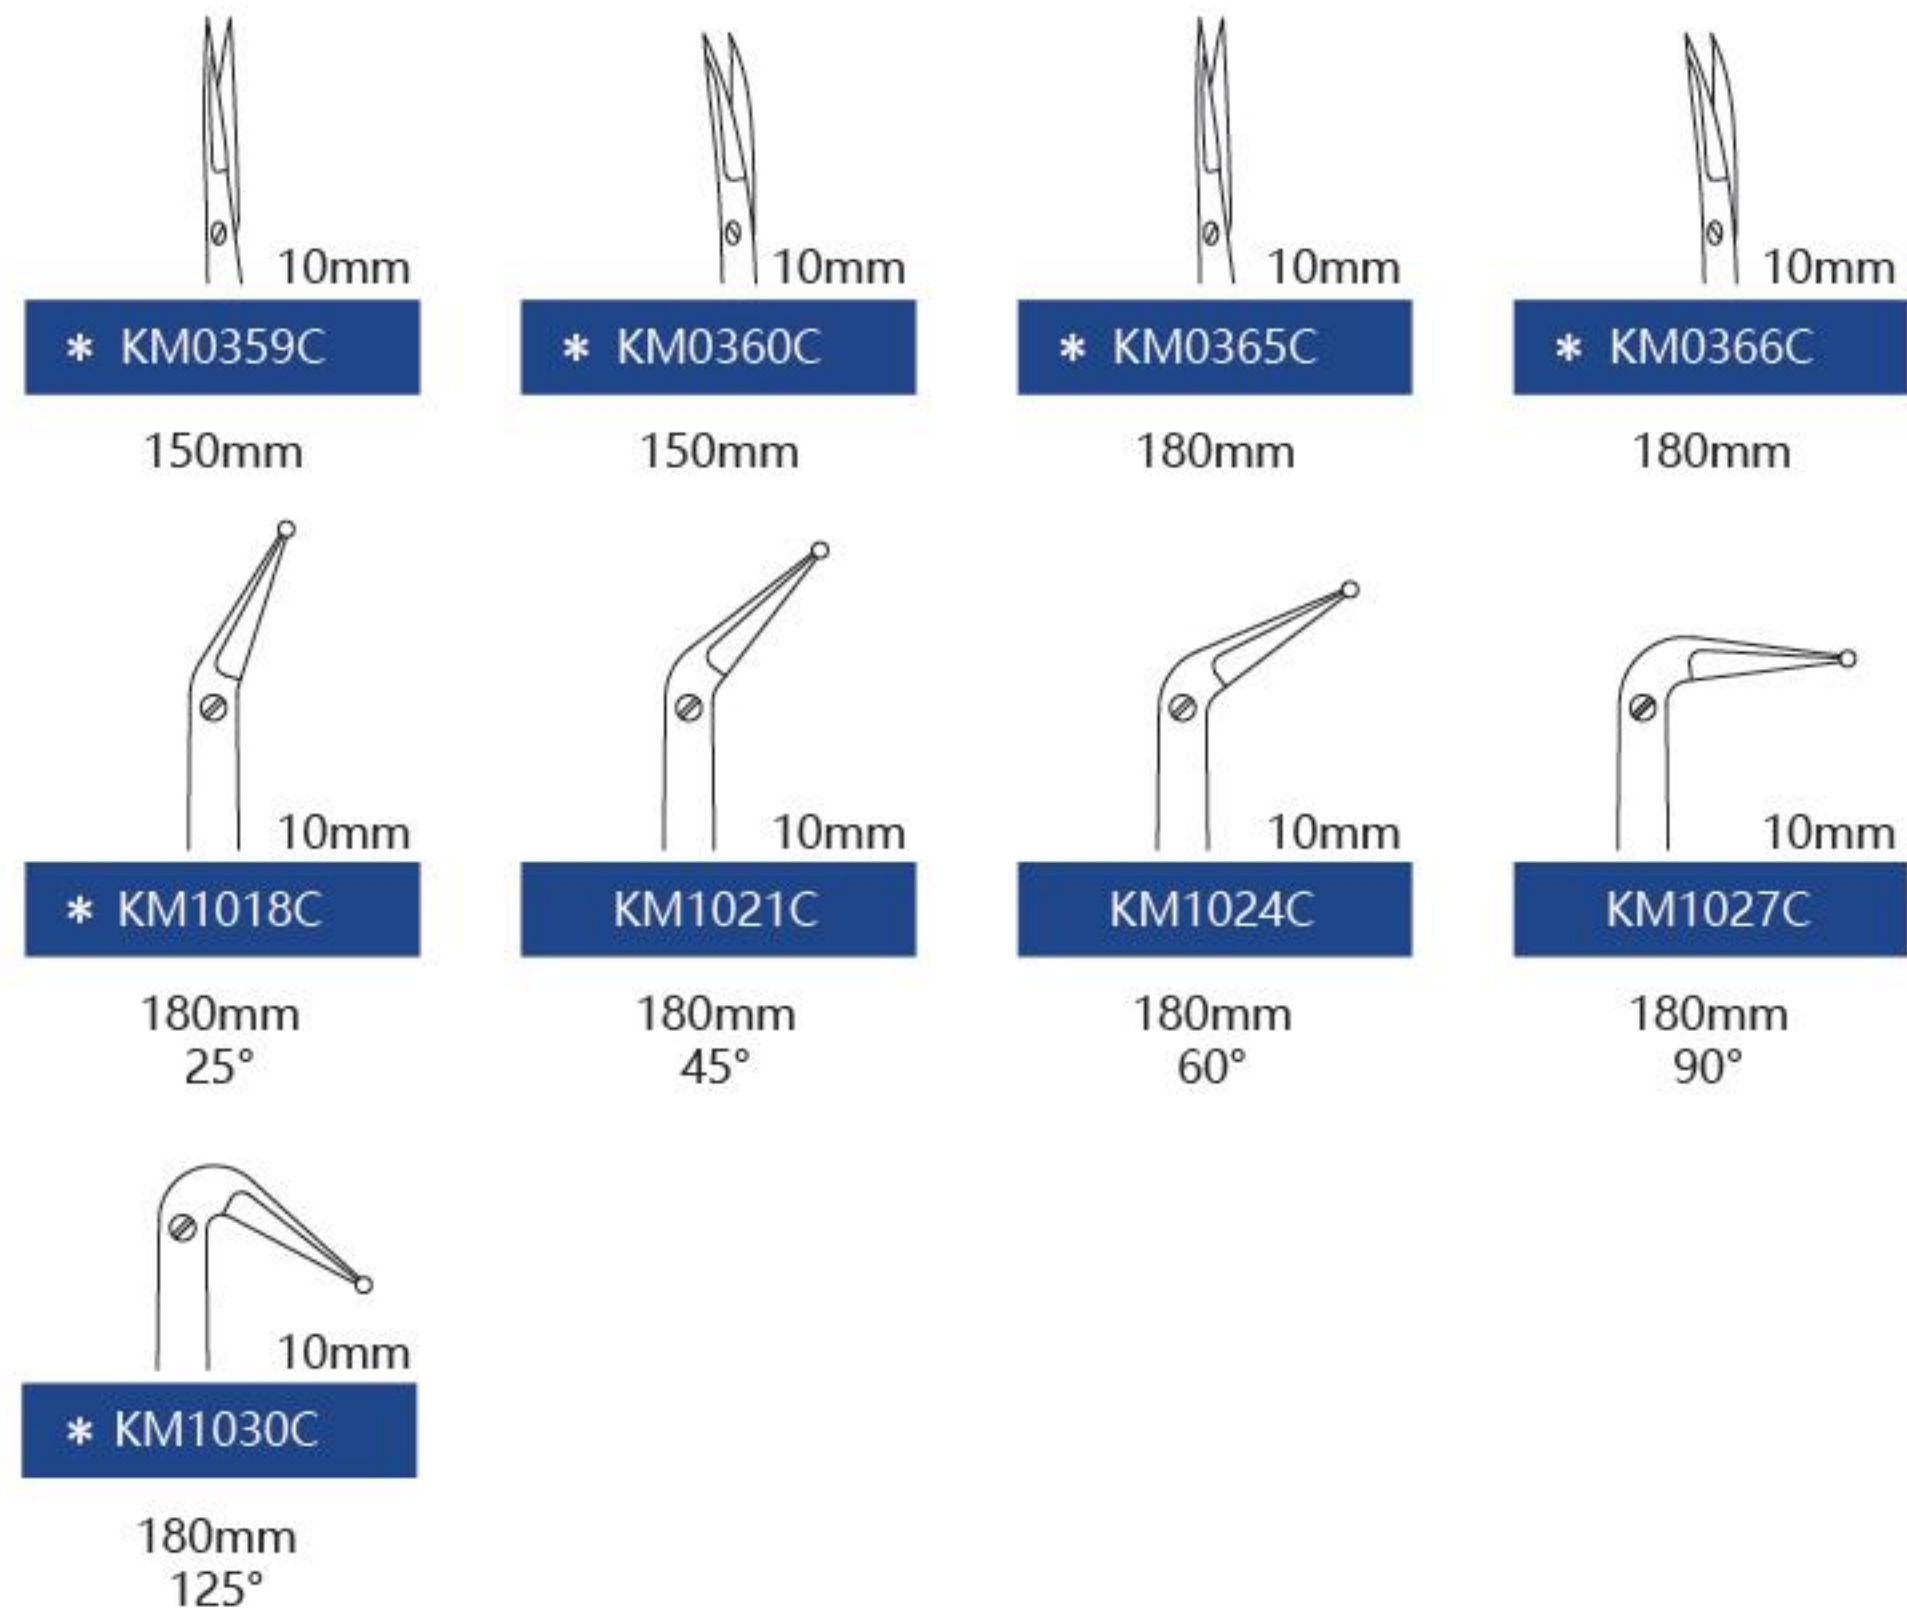 10mm 10mm 10mm 10mm
* KM0359C * KM0360C * KM0365C * KM0366C
150mm 150mm 180mm 180mm
10mm 10mm 10mm 10mm
* KM1018C KM1021C KM1024C KM1027C
180mm 180mm 180mm 180mm
25° 45° 60° 90°
10mm
* KM1030C
180mm
125°